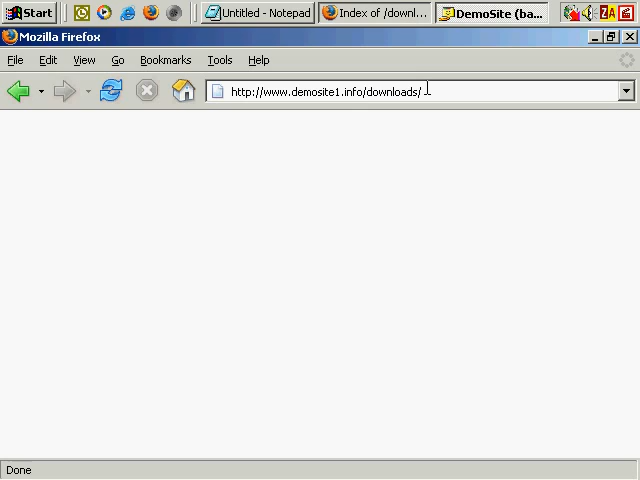 Start Untitled - Notepad Index of /downl... DemoSite (ba... ZA
Mozilla Firefox
File Edit View Go Bookmarks Tools Help
http://www.demosite1.info/downloads/
Done